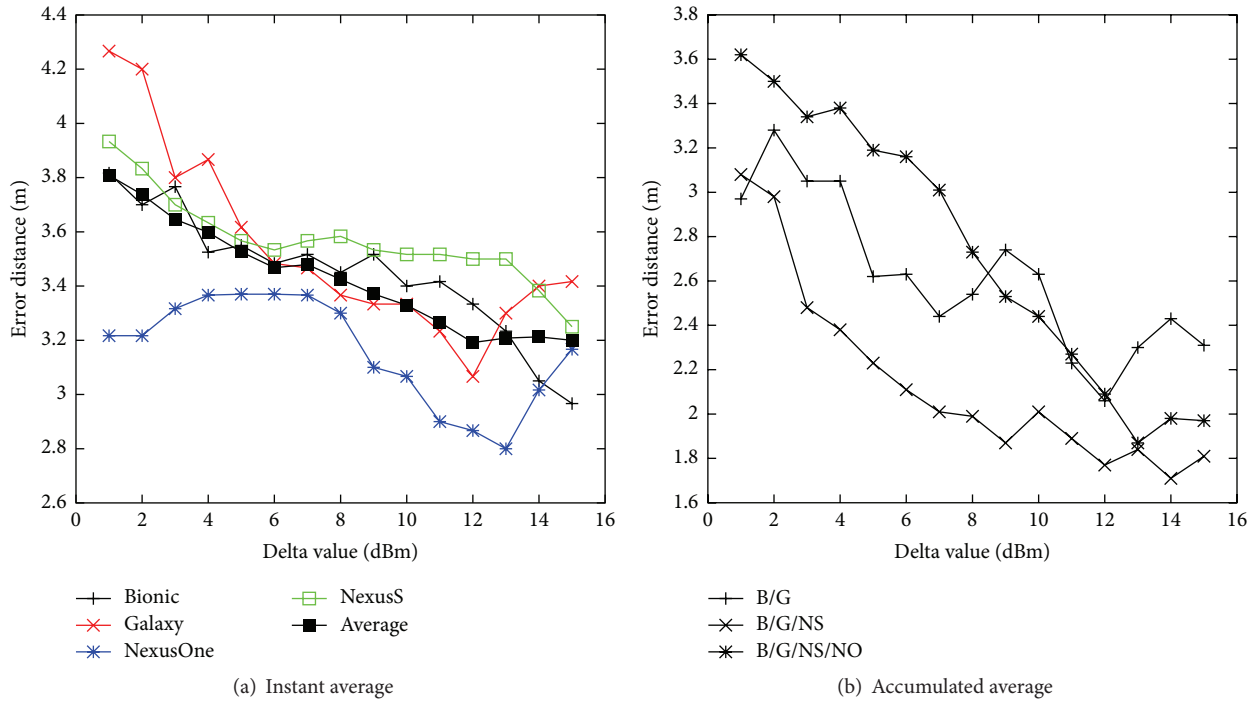 4.4
4.2
4
3.8
3.6
3.4
3.2
3
2.8
2.6
Error distance (m)
0 2 4 6 8 10 12 14 16
Delta value (dBm)
Bionic
Galaxy
NexusOne
NexusS
Average
(a) Instant average
3.8
3.6
3.4
3.2
3
2.8
2.6
2.4
2.2
2
1.8
1.6
Error distance (m)
0 2 4 6 8 10 12 14 16
Delta value (dBm)
B/G
B/G/NS
B/G/NS/NO
(b) Accumulated average